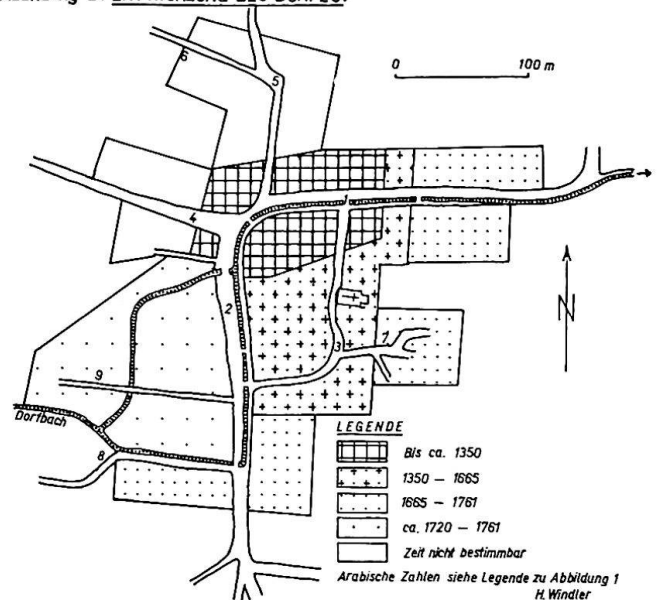 6
5
0 100 m
1
4
2
N
7
3
9
Dorfbach
8
LEGENDE
Bis ca. 1350
1350 – 1665
1665 – 1761
ca. 1720 – 1761
Zeit nicht bestimmbar
Arabische Zahlen siehe Legende zu Abbildung 1
H. Windler